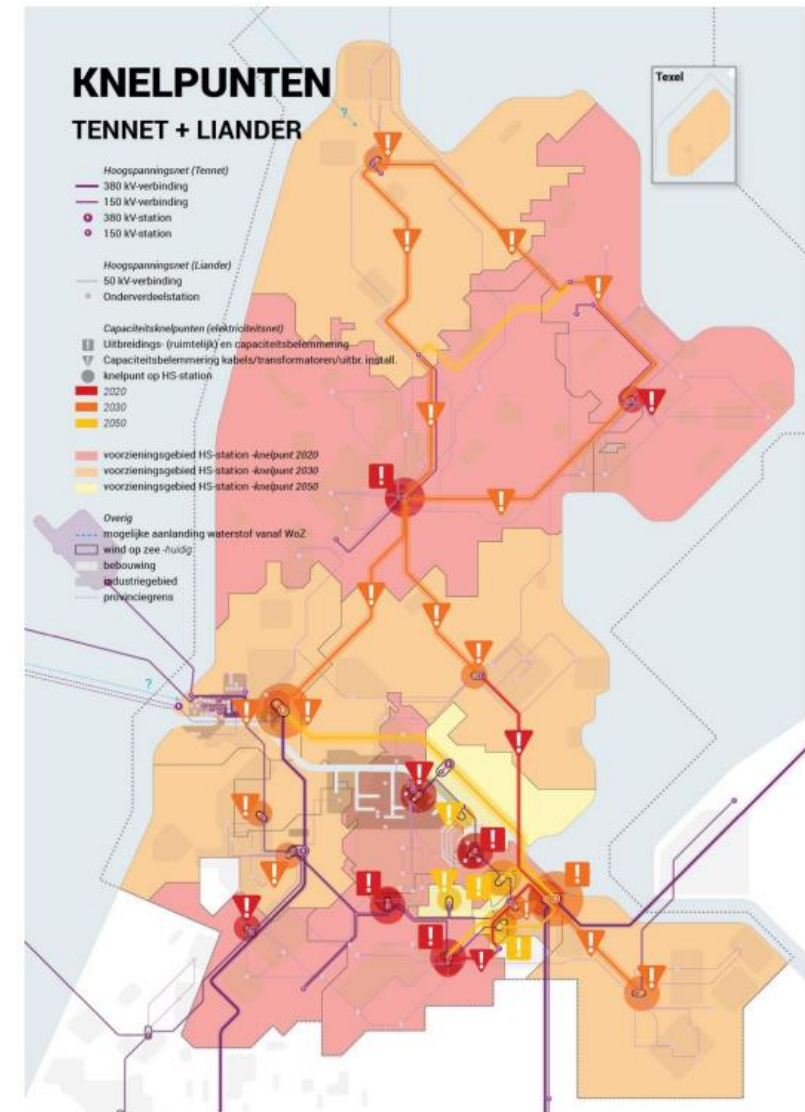 KNELPUNTEN
TENNET + LIANDER
Texel
Hoogspanningsnet (Tennet)
380 kV-verbinding
150 kV-verbinding
380 kV-station
150 kV-station
Hoogspanningsnet (Liander)
50 kV-verbinding
Onderverdeelstation
Capaciteitsknelpunten (elektriciteitsnet)
Uitbreidings- (ruimtelijk) en capaciteitsbelemmering
Capaciteitsbelemmering kabels/transformatoren/uitbr. install.
knelpunt op HS-station
2020
2030
2050
voorzieningsgebied HS-station -knelpunt 2020
voorzieningsgebied HS-station -knelpunt 2030
voorzieningsgebied HS-station -knelpunt 2050
Overig
mogelijke aanlanding waterstof vanaf WoZ
wind op zee -huidig
bebouwing
industriegebied
provinciegrens
?
?